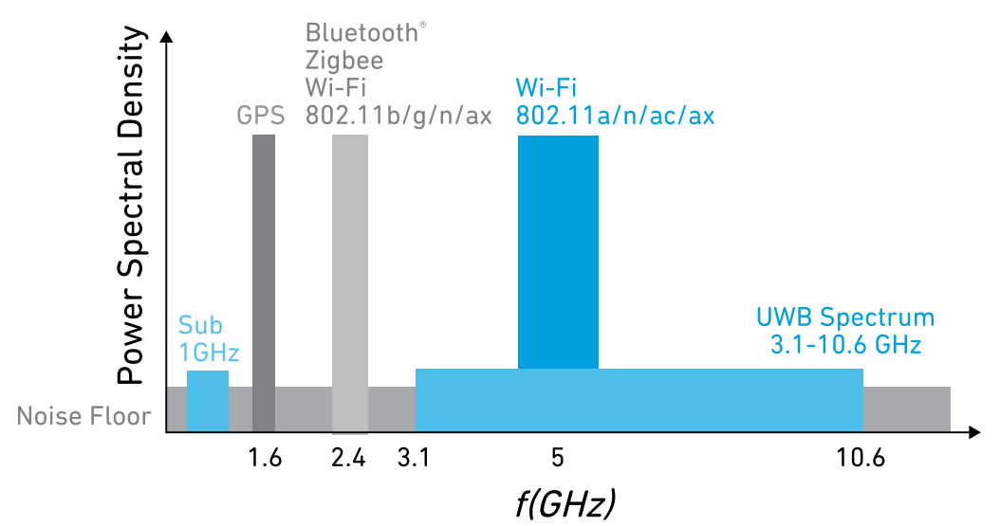 Power Spectral Density
Bluetooth®
Zigbee
Wi-Fi
802.11b/g/n/ax
GPS
Wi-Fi
802.11a/n/ac/ax
Sub
1GHz
UWB Spectrum
3.1-10.6 GHz
Noise Floor
1.6
2.4
3.1
5
10.6
f(GHz)